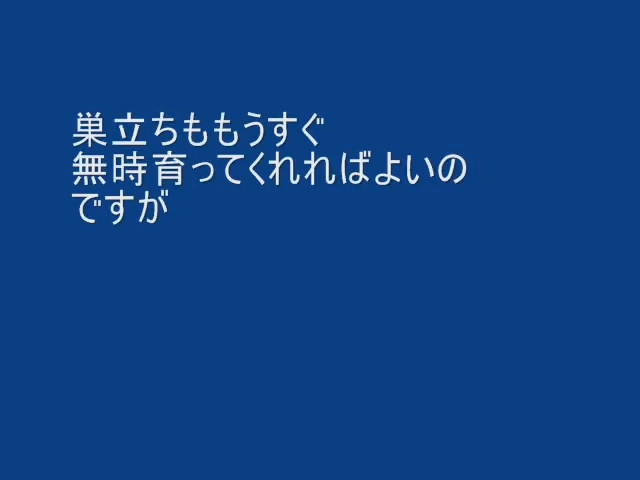 巣立ちももうすぐ
無時育ってくれればよいの
ですが